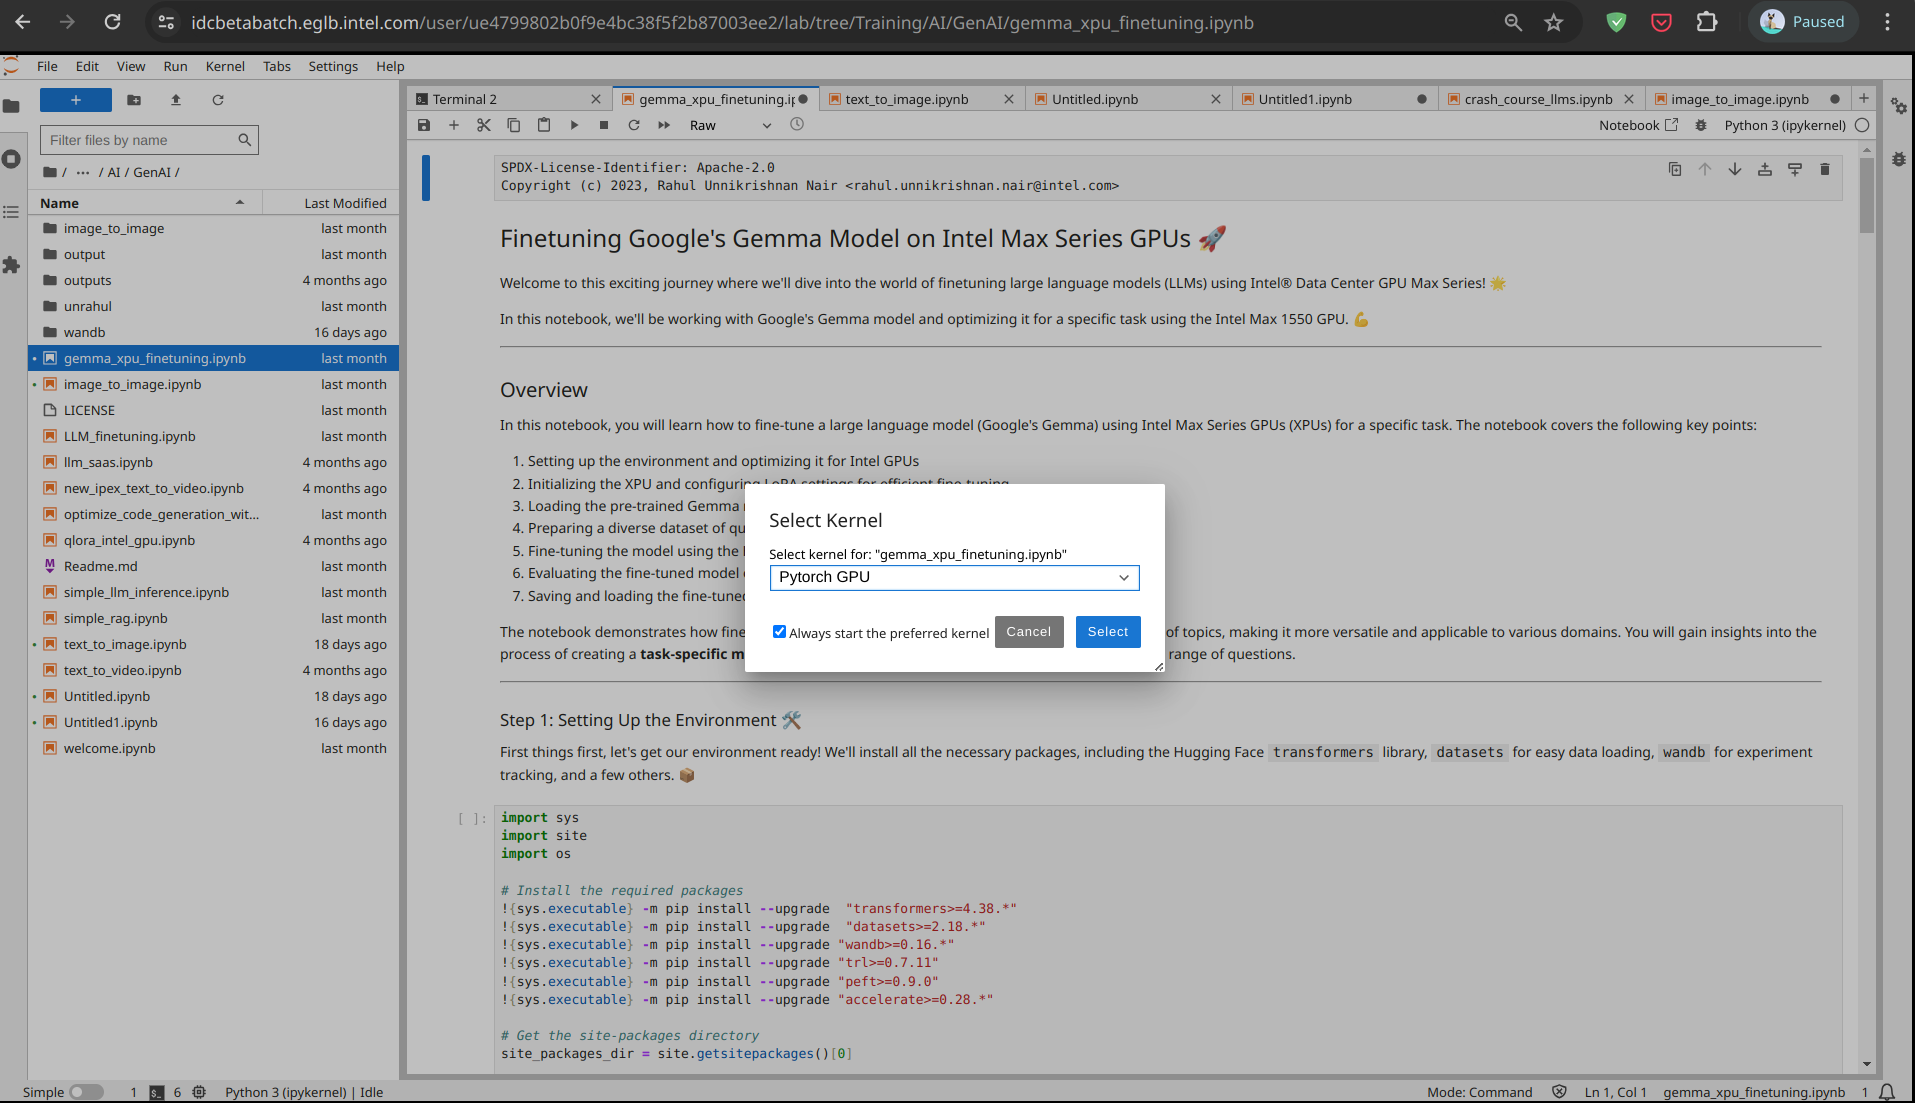 idcbetabatch.eglb.intel.com/user/ue4799802b0f9e4bc38f5f2b87003ee2/lab/tree/Training/AI/GenAI/gemma_xpu_finetuning.ipynb
Paused
File Edit View Run Kernel Tabs Settings Help
Terminal 2
gemma_xpu_finetuning.ip
text_to_image.ipynb
Untitled.ipynb
Untitled1.ipynb
crash_course_llms.ipynb
image_to_image.ipynb
Raw
Notebook
Python 3 (ipykernel)
Filter files by name
/ ··· / AI / GenAI /
Name Last Modified
image_to_image last month
output last month
outputs 4 months ago
unrahul last month
wandb 16 days ago
gemma_xpu_finetuning.ipynb last month
image_to_image.ipynb last month
LICENSE last month
LLM_finetuning.ipynb last month
llm_saas.ipynb 4 months ago
new_ipex_text_to_video.ipynb 4 months ago
optimize_code_generation_wit... last month
qlora_intel_gpu.ipynb 4 months ago
Readme.md last month
simple_llm_inference.ipynb last month
simple_rag.ipynb last month
text_to_image.ipynb 18 days ago
text_to_video.ipynb 4 months ago
Untitled.ipynb 18 days ago
Untitled1.ipynb 16 days ago
welcome.ipynb last month
SPDX-License-Identifier: Apache-2.0
Copyright (c) 2023, Rahul Unnikrishnan Nair <rahul.unnikrishnan.nair@intel.com>
Finetuning Google's Gemma Model on Intel Max Series GPUs 🚀
Welcome to this exciting journey where we'll dive into the world of finetuning large language models (LLMs) using Intel® Data Center GPU Max Series! 🌟
In this notebook, we'll be working with Google's Gemma model and optimizing it for a specific task using the Intel Max 1550 GPU. 💪
Overview
In this notebook, you will learn how to fine-tune a large language model (Google's Gemma) using Intel Max Series GPUs (XPUs) for a specific task. The notebook covers the following key points:
1. Setting up the environment and optimizing it for Intel GPUs
2. Initializing the XPU and configuring LoRA settings for efficient fine-tuning
3. Loading the pre-trained Gemma
4. Preparing a diverse dataset of qu
5. Fine-tuning the model using the
6. Evaluating the fine-tuned model
7. Saving and loading the fine-tuned
The notebook demonstrates how fine of topics, making it more versatile and applicable to various domains. You will gain insights into the
process of creating a task-specific m range of questions.
Select Kernel
Select kernel for: "gemma_xpu_finetuning.ipynb"
Pytorch GPU
Always start the preferred kernel
Cancel
Select
Step 1: Setting Up the Environment 🛠️
First things first, let's get our environment ready! We'll install all the necessary packages, including the Hugging Face transformers library, datasets for easy data loading, wandb for experiment
tracking, and a few others. 📦
[ ]:
import sys
import site
import os
# Install the required packages
!{sys.executable} -m pip install --upgrade  "transformers>=4.38.*"
!{sys.executable} -m pip install --upgrade  "datasets>=2.18.*"
!{sys.executable} -m pip install --upgrade "wandb>=0.16.*"
!{sys.executable} -m pip install --upgrade "trl>=0.7.11"
!{sys.executable} -m pip install --upgrade "peft>=0.9.0"
!{sys.executable} -m pip install --upgrade "accelerate>=0.28.*"
# Get the site-packages directory
site_packages_dir = site.getsitepackages()[0]
Simple 1 6 Python 3 (ipykernel) | Idle
Mode: Command Ln 1, Col 1 gemma_xpu_finetuning.ipynb 1